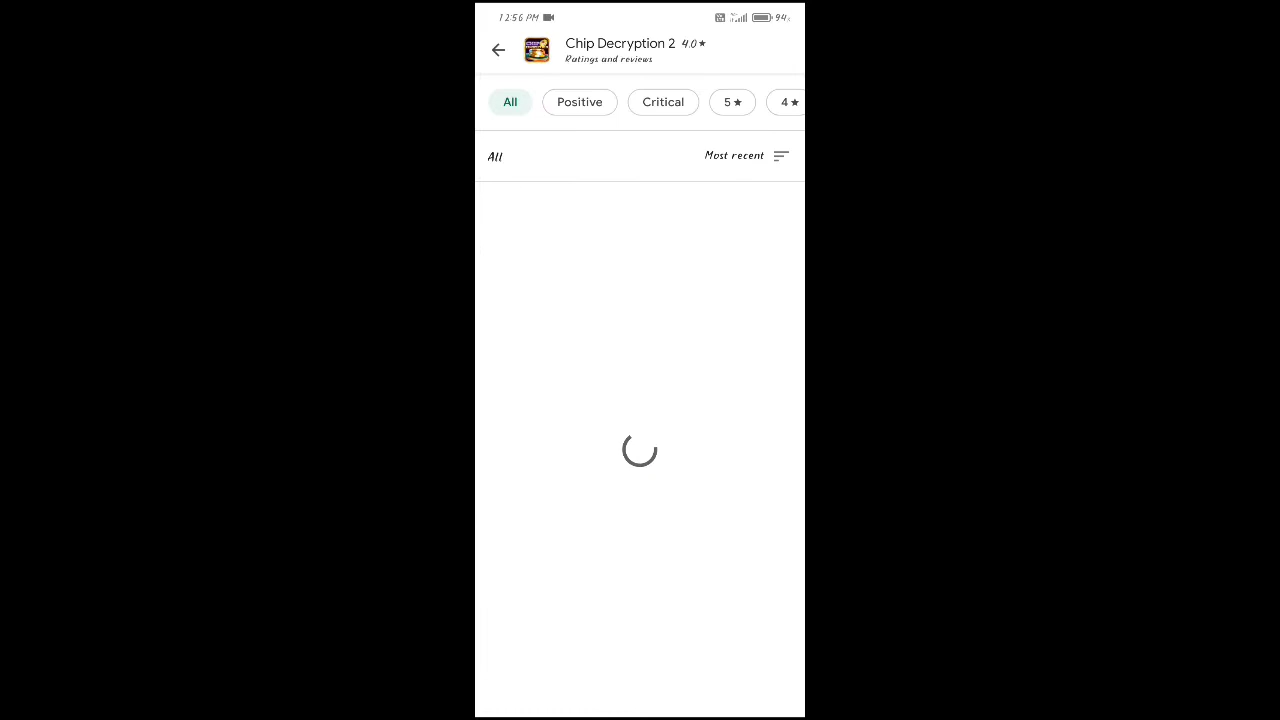 12:56 PM 94%
Chip Decryption 2 4.0★
Ratings and reviews
All Positive Critical 5★ 4★
All Most recent